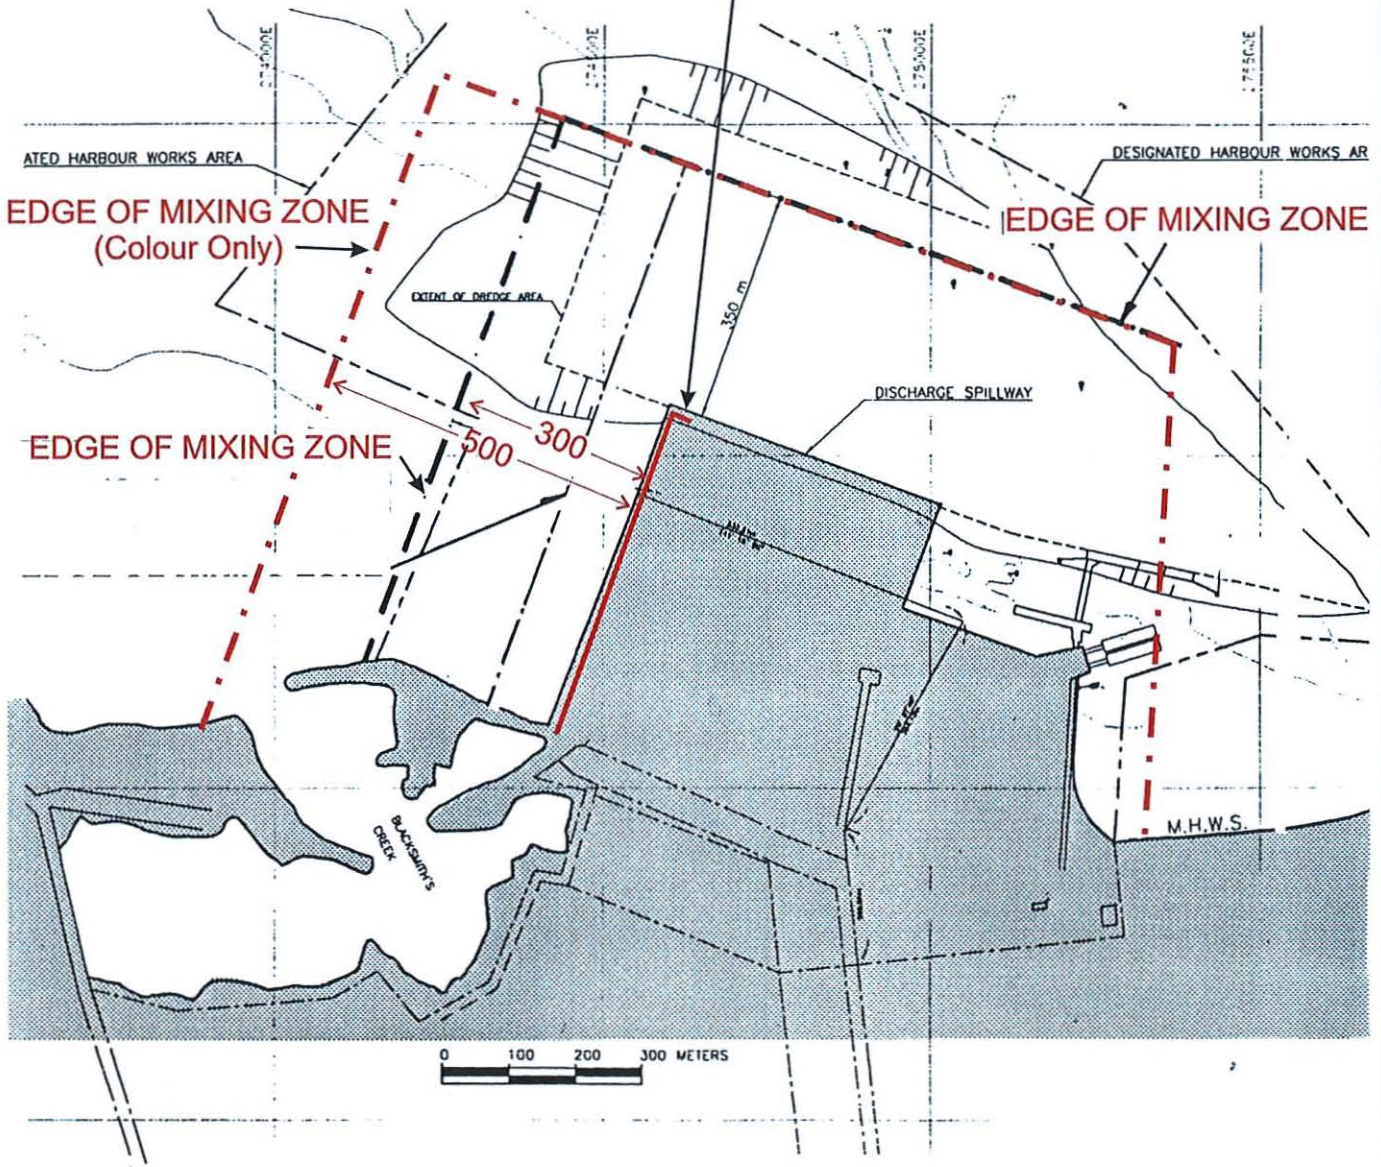 ATED HARBOUR WORKS AREA
DESIGNATED HARBOUR WORKS AR
EDGE OF MIXING ZONE
(Colour Only)
EDGE OF MIXING ZONE
EXTENT OF DREDGE AREA
350 m
DISCHARGE SPILLWAY
EDGE OF MIXING ZONE
300
500
BLACKSMITH'S
CREEK
M.H.W.S.
0 100 200 300 METERS